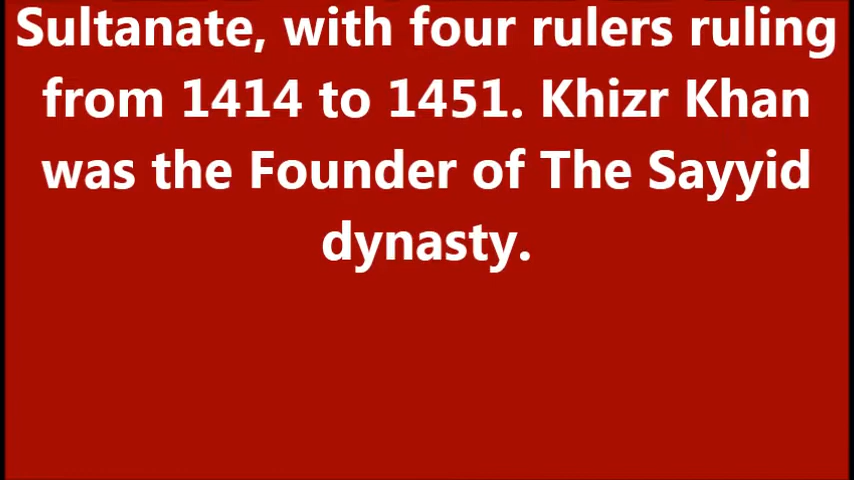 Sultanate, with four rulers ruling
from 1414 to 1451. Khizr Khan
was the Founder of The Sayyid
dynasty.